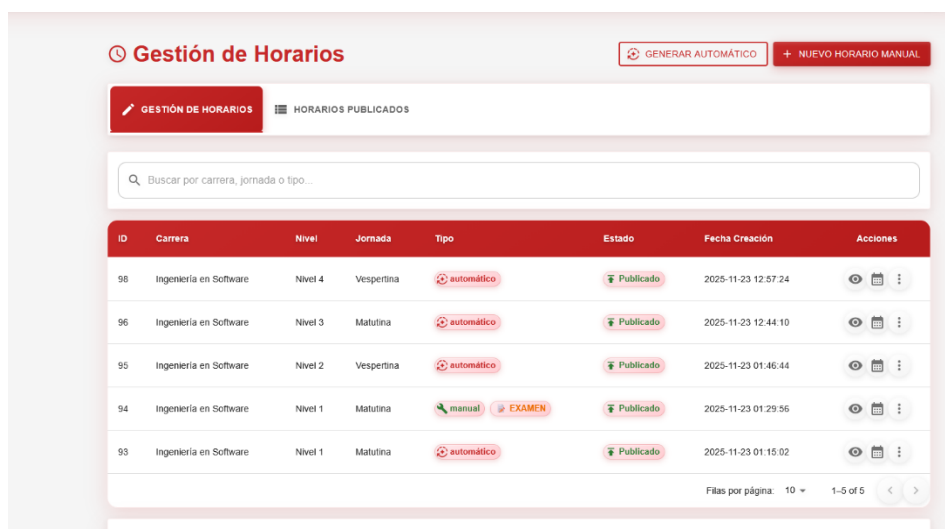 Gestión de Horarios
GENERAR AUTOMÁTICO
+ NUEVO HORARIO MANUAL
GESTIÓN DE HORARIOS
HORARIOS PUBLICADOS
Buscar por carrera, jornada o tipo...
ID Carrera Nivel Jornada Tipo Estado Fecha Creación Acciones
98 Ingeniería en Software Nivel 4 Vespertina automático Publicado 2025-11-23 12:57:24
96 Ingeniería en Software Nivel 3 Matutina automático Publicado 2025-11-23 12:44:10
95 Ingeniería en Software Nivel 2 Vespertina automático Publicado 2025-11-23 01:46:44
94 Ingeniería en Software Nivel 1 Matutina manual EXAMEN Publicado 2025-11-23 01:29:56
93 Ingeniería en Software Nivel 1 Matutina automático Publicado 2025-11-23 01:15:02
Filas por página: 10 1–5 of 5